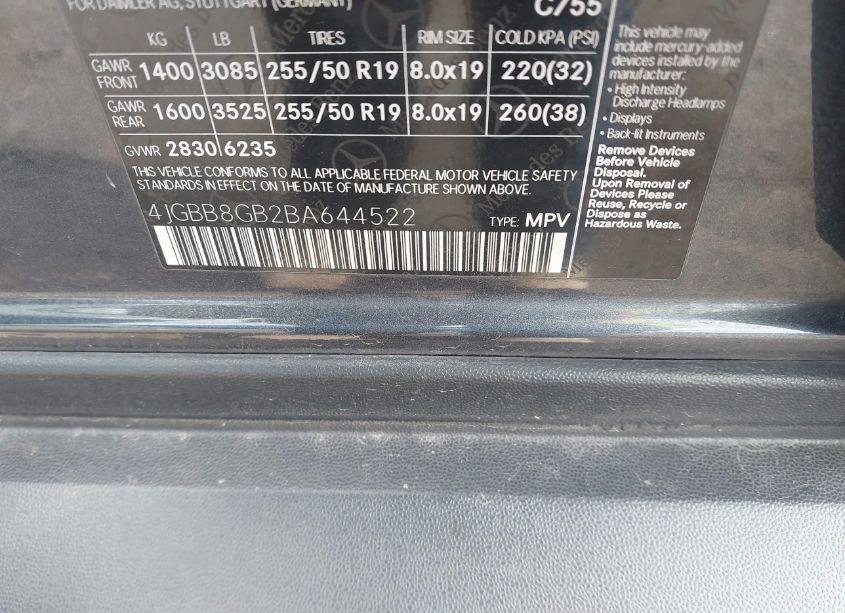 FOR DAIMLER AG, STUTTGART (GERMANY) C/55
KG LB TIRES RIM SIZE COLD KPA (PSI)
GAWR FRONT 1400 3085 255/50 R19 8.0x19 220(32)
GAWR REAR 1600 3525 255/50 R19 8.0x19 260(38)
GVWR 2830 6235
THIS VEHICLE CONFORMS TO ALL APPLICABLE FEDERAL MOTOR VEHICLE SAFETY
STANDARDS IN EFFECT ON THE DATE OF MANUFACTURE SHOWN ABOVE.
4JGBB8GB2BA644522 TYPE: MPV
This vehicle may
include mercury-added
devices installed by the
manufacturer:
• High Intensity
Discharge Headlamps
• Displays
• Back-lit Instruments
Remove Devices
Before Vehicle
Disposal.
Upon Removal of
Devices Please
Reuse, Recycle or
Dispose as
Hazardous Waste.